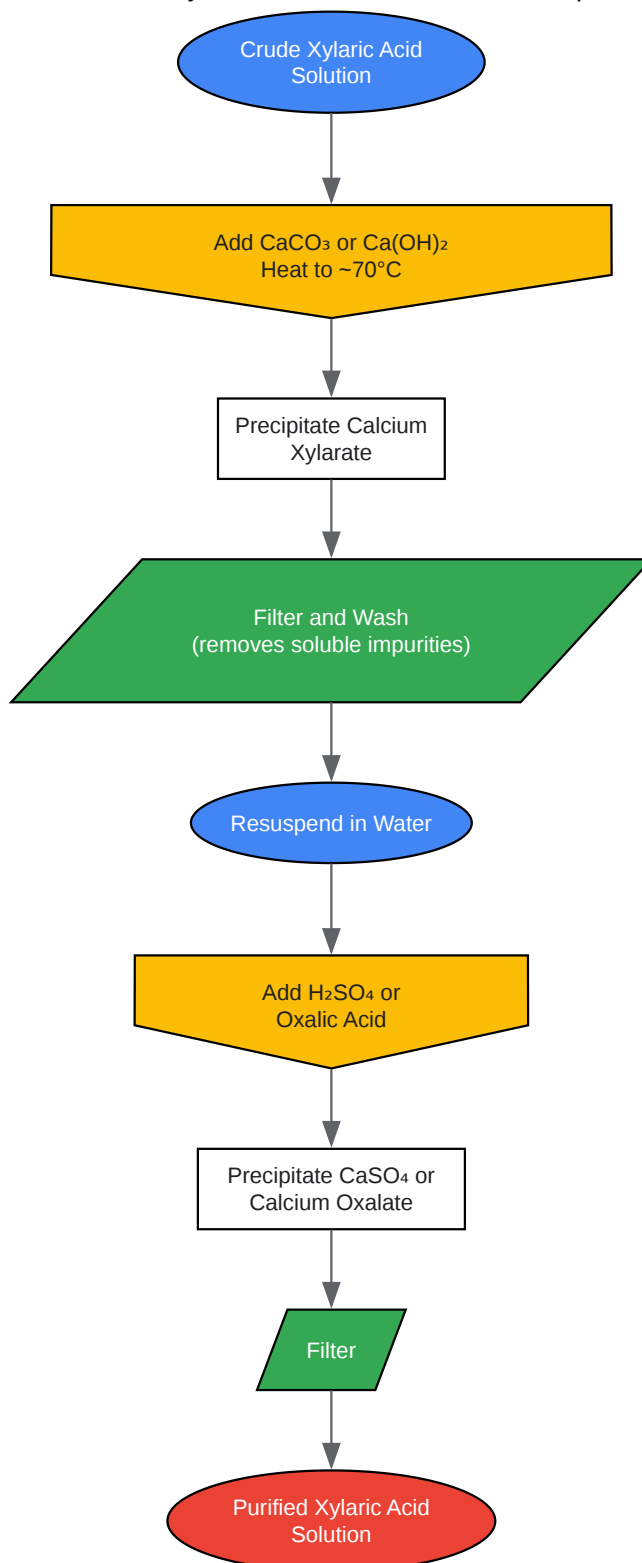 Crude Xylaric Acid
Solution
Add CaCO₃ or Ca(OH)₂
Heat to ~70°C
Precipitate Calcium
Xylarate
Filter and Wash
(removes soluble impurities)
Resuspend in Water
Add H₂SO₄ or
Oxalic Acid
Precipitate CaSO₄ or
Calcium Oxalate
Filter
Purified Xylaric Acid
Solution